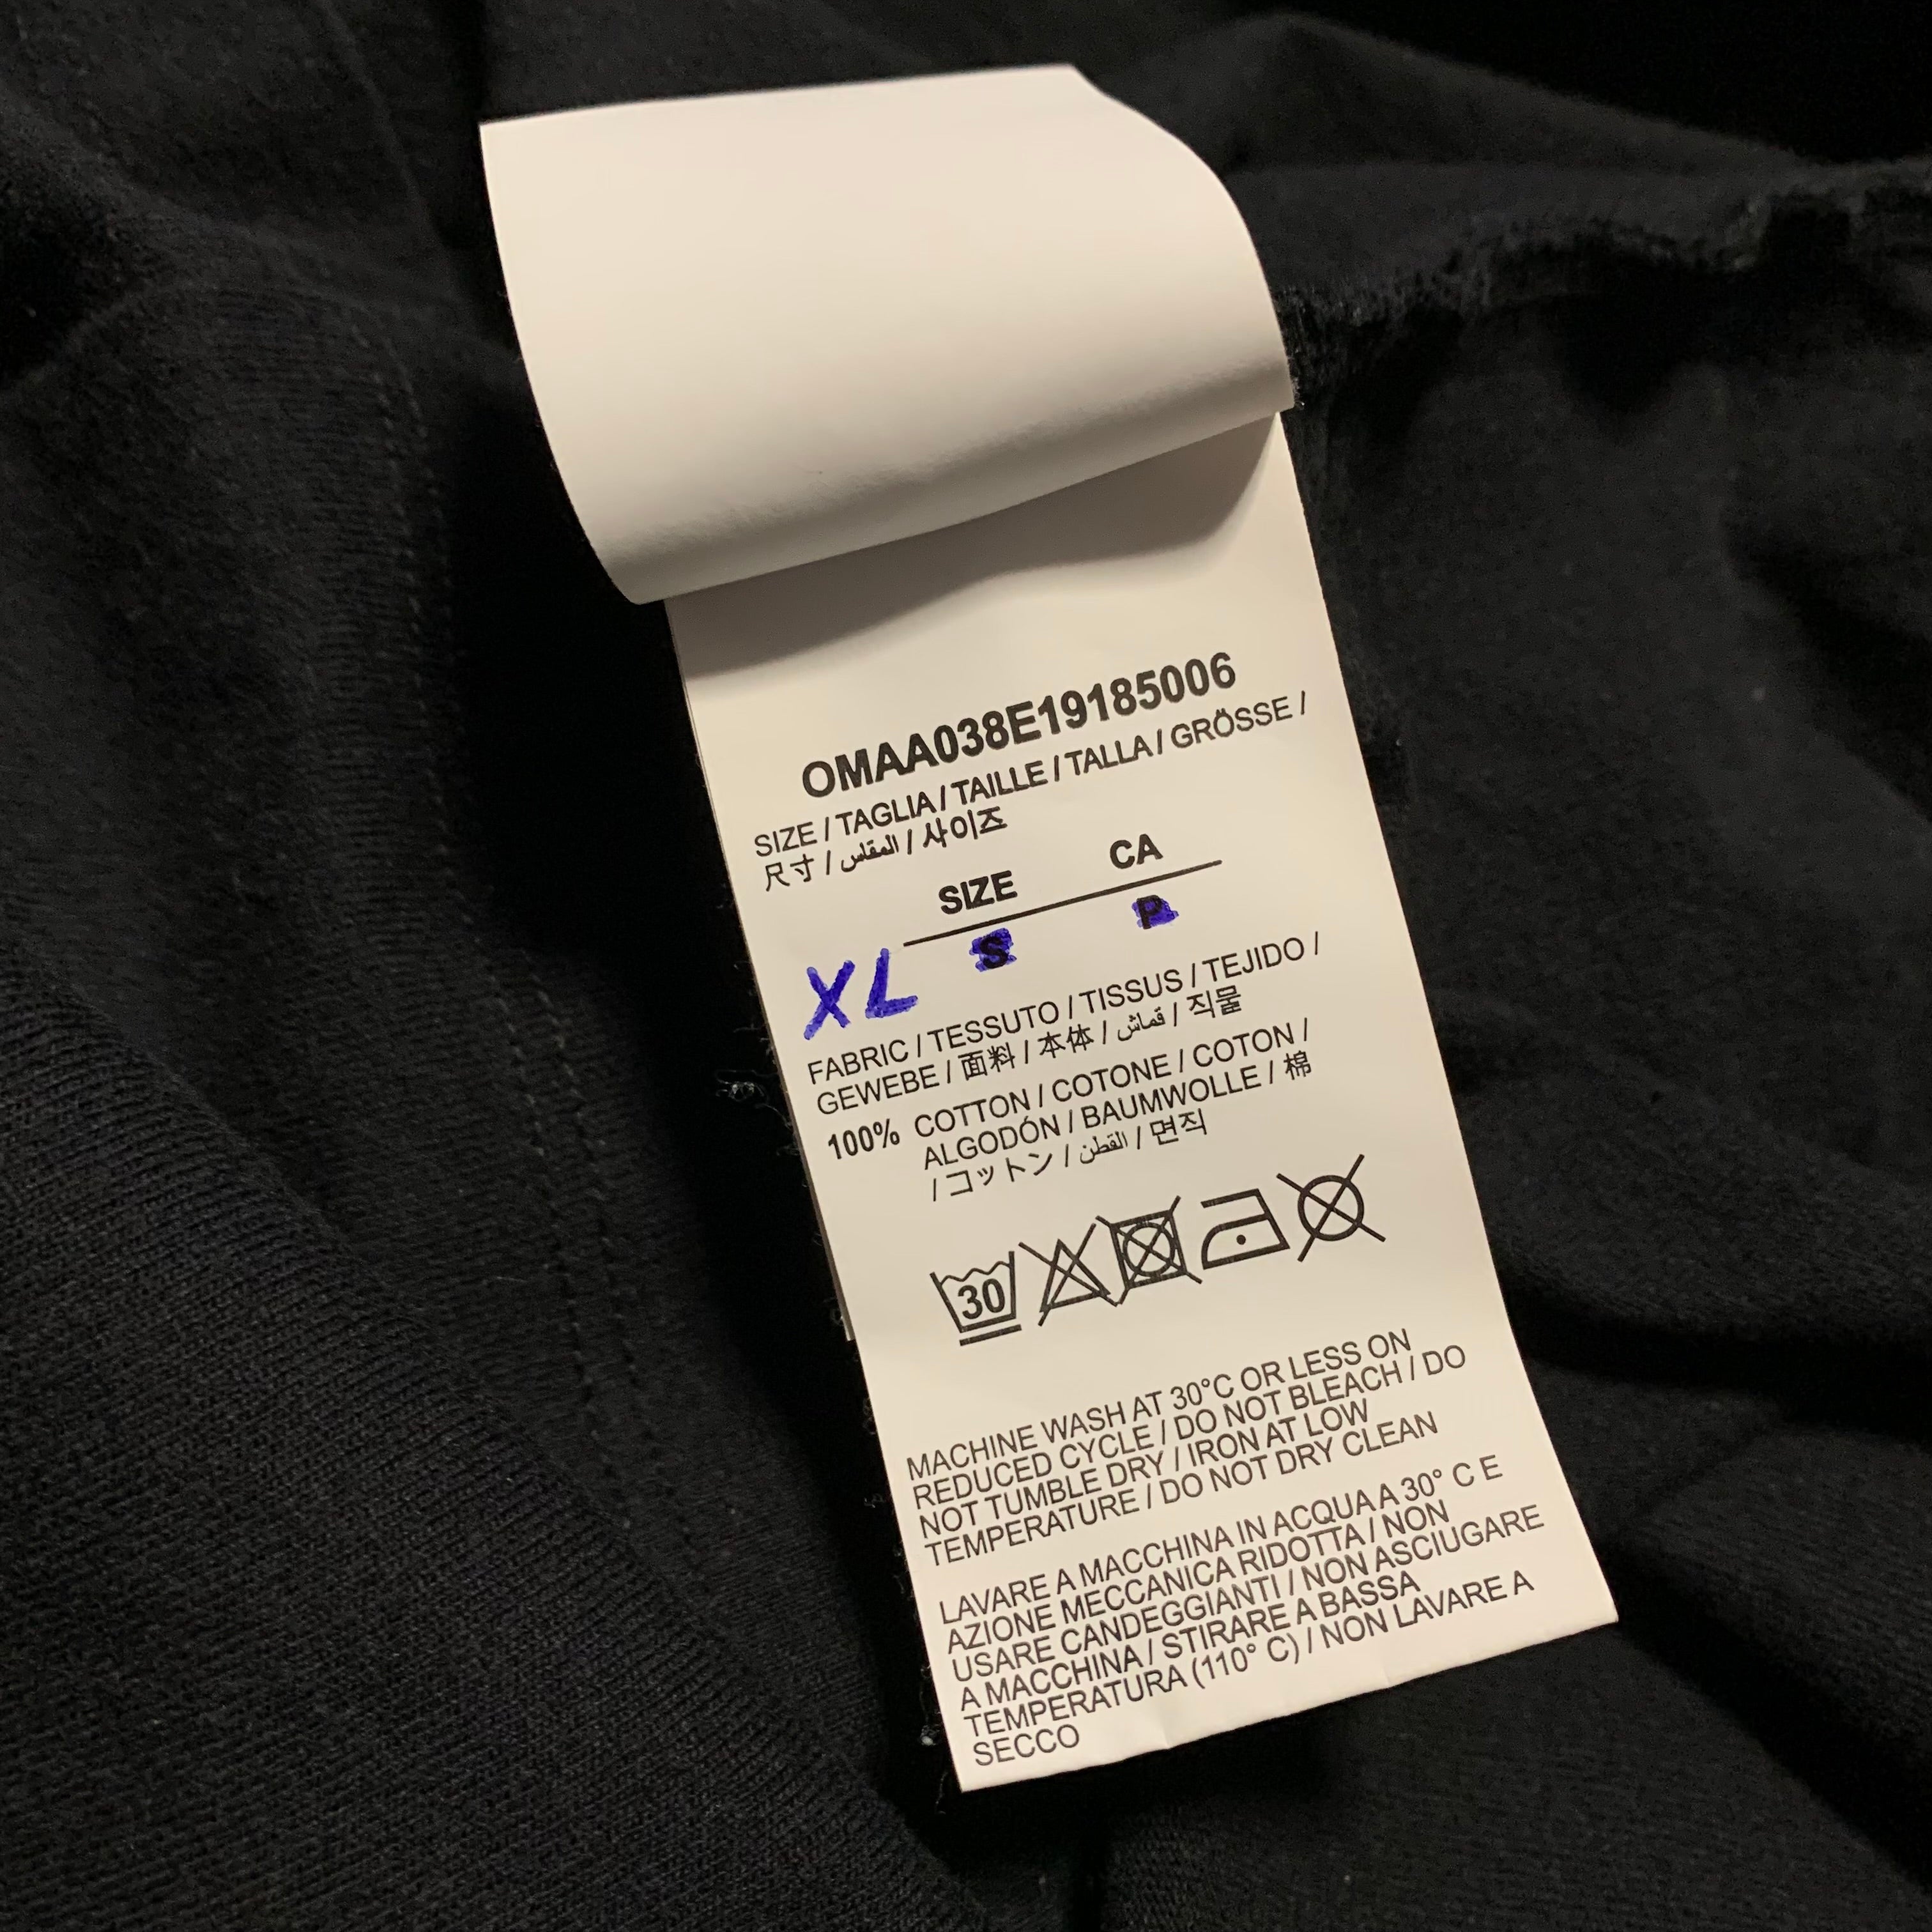 OMAA038E19185006
SIZE / TAGLIA / TAILLE / TALLA / GRÖSSE /
尺寸 / المقاس / 사이즈
SIZE CA
XL S P
FABRIC / TESSUTO / TISSUS / TEJIDO /
GEWEBE / 面料 / 本体 / قماش / 직물
100% COTTON / COTONE / COTON /
ALGODÓN / BAUMWOLLE / 棉
/ コットン / القطن / 면직
30
MACHINE WASH AT 30°C OR LESS ON
REDUCED CYCLE / DO NOT BLEACH / DO
NOT TUMBLE DRY / IRON AT LOW
TEMPERATURE / DO NOT DRY CLEAN
LAVARE A MACCHINA IN ACQUA A 30° C E
AZIONE MECCANICA RIDOTTA / NON
USARE CANDEGGIANTI / NON ASCIUGARE
A MACCHINA / STIRARE A BASSA
TEMPERATURA (110° C) / NON LAVARE A
SECCO